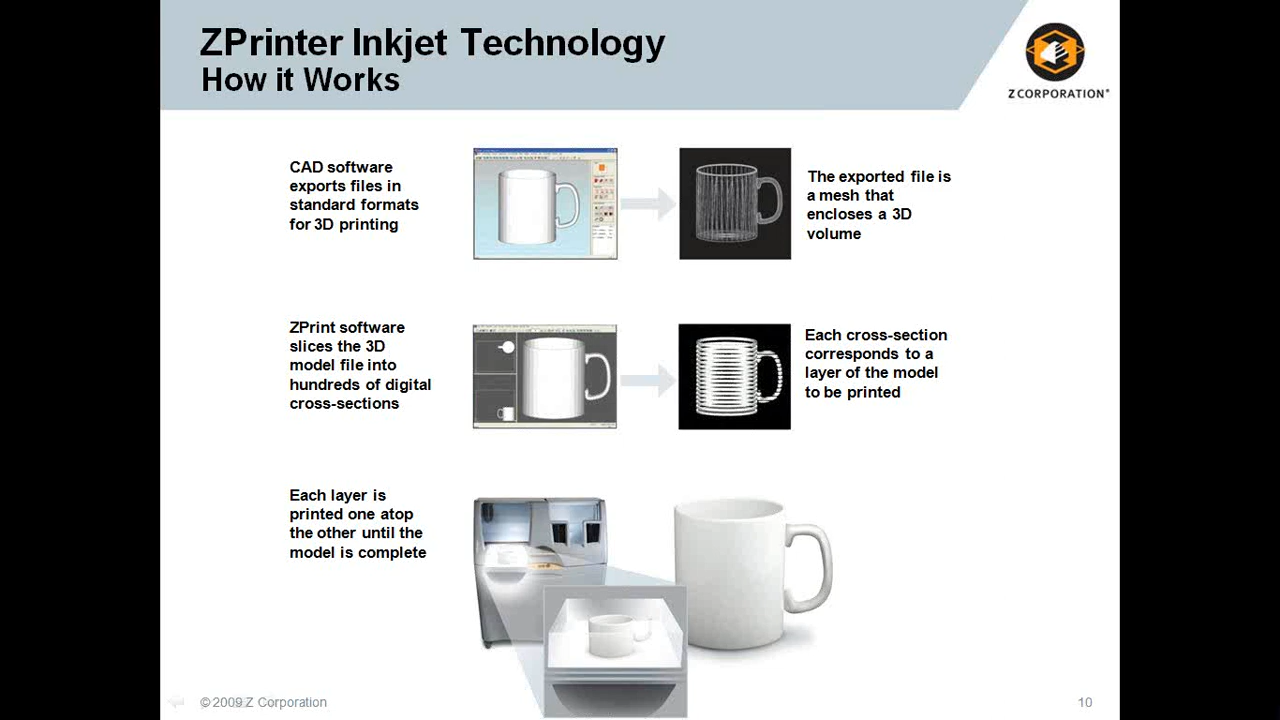 ZPrinter Inkjet Technology
How it Works
Z CORPORATION®
CAD software
exports files in
standard formats
for 3D printing
The exported file is
a mesh that
encloses a 3D
volume
ZPrint software
slices the 3D
model file into
hundreds of digital
cross-sections
Each cross-section
corresponds to a
layer of the model
to be printed
Each layer is
printed one atop
the other until the
model is complete
© 2009 Z Corporation
10